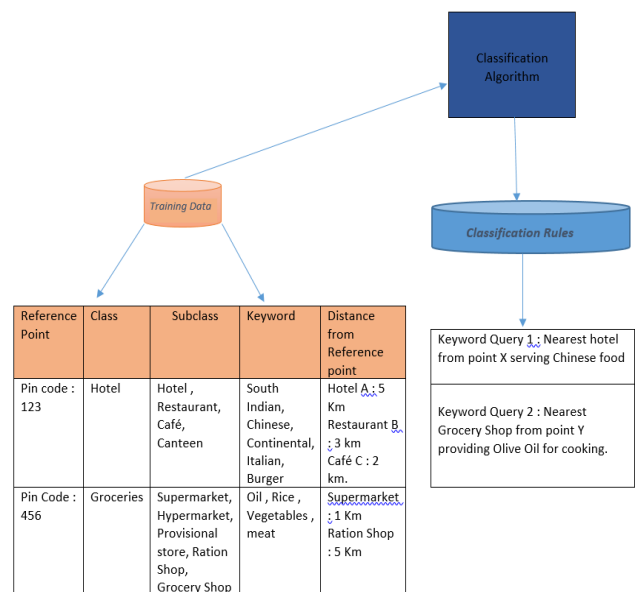 Classification
Algorithm
Training Data
Classification Rules
Reference
Point
Class
Subclass
Keyword
Distance
from
Reference
point
Pin code :
123
Hotel
Hotel ,
Restaurant,
Café,
Canteen
South
Indian,
Chinese,
Continental,
Italian,
Burger
Hotel A : 5
Km
Restaurant B
: 3 km
Café C : 2
km.
Pin Code :
456
Groceries
Supermarket,
Hypermarket,
Provisional
store, Ration
Shop,
Grocery Shop
Oil , Rice ,
Vegetables ,
meat
Supermarket
: 1 Km
Ration Shop
: 5 Km
Keyword Query 1 : Nearest hotel
from point X serving Chinese food
Keyword Query 2 : Nearest
Grocery Shop from point Y
providing Olive Oil for cooking.